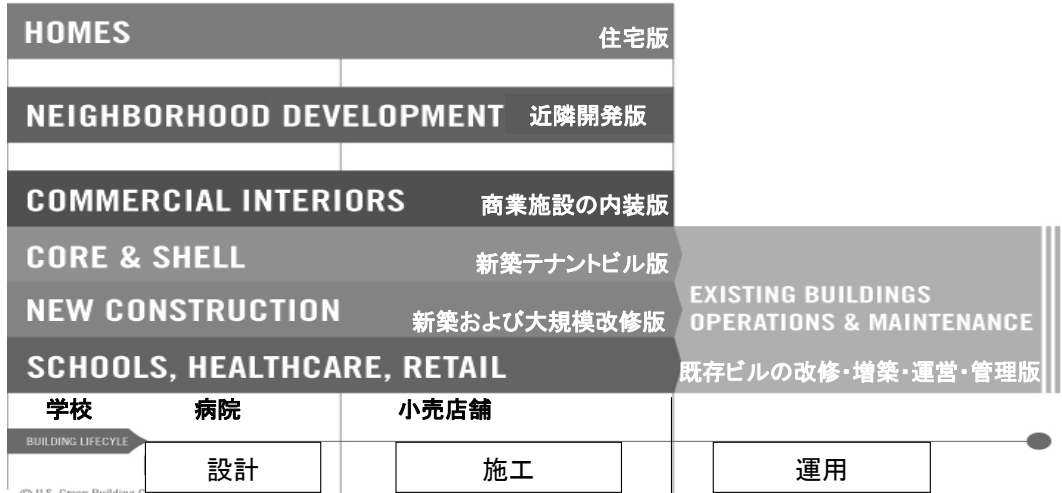 HOMES 住宅版
NEIGHBORHOOD DEVELOPMENT 近隣開発版
COMMERCIAL INTERIORS 商業施設の内装版
CORE & SHELL 新築テナントビル版
NEW CONSTRUCTION 新築および大規模改修版
SCHOOLS, HEALTHCARE, RETAIL
EXISTING BUILDINGS
OPERATIONS & MAINTENANCE
既存ビルの改修・増築・運営・管理版
学校 病院 小売店舗
BUILDING LIFECYLE
設計 施工 運用
© U.S. Green Building